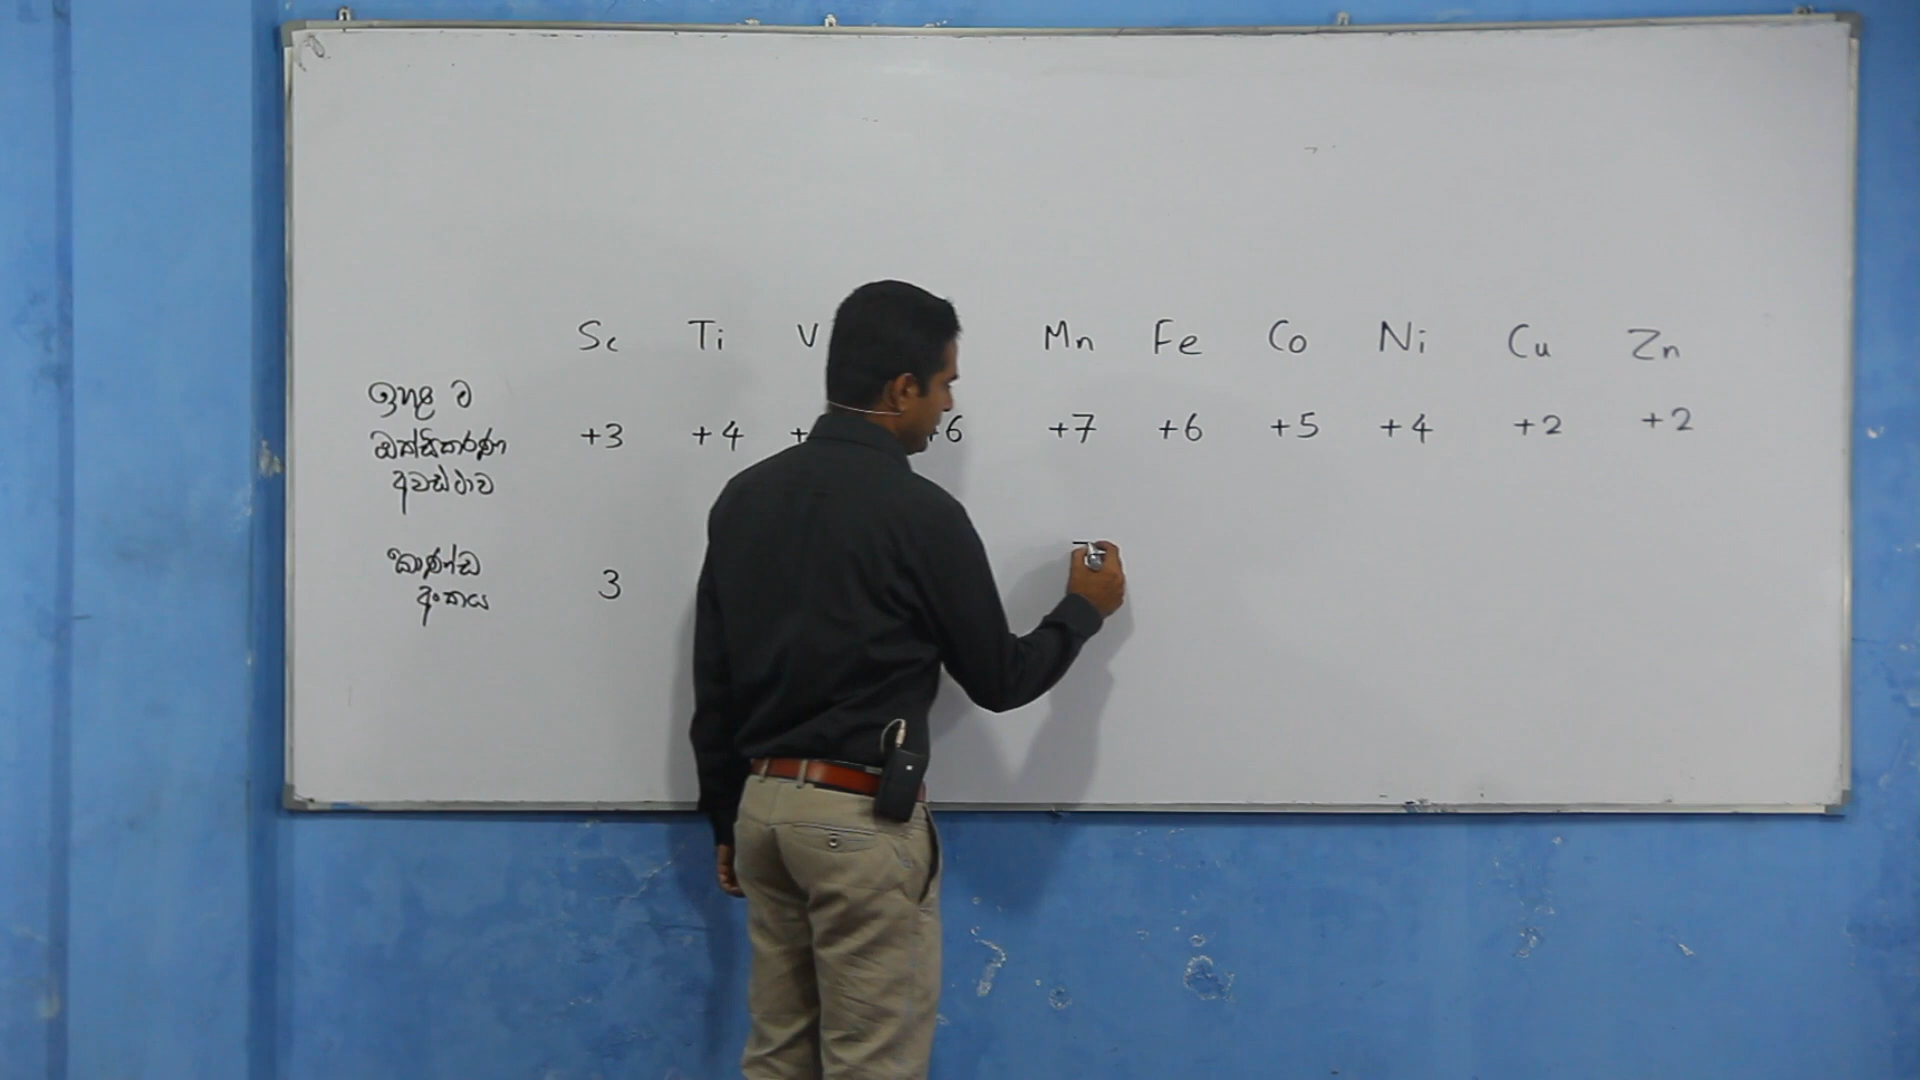 Sc Ti V Mn Fe Co Ni Cu Zn
ඉහළ ම
ඔක්සිකරණ +3 +4 + +6 +7 +6 +5 +4 +2 +2
අවස්ථාව
කාණ්ඩ
අංකය 3